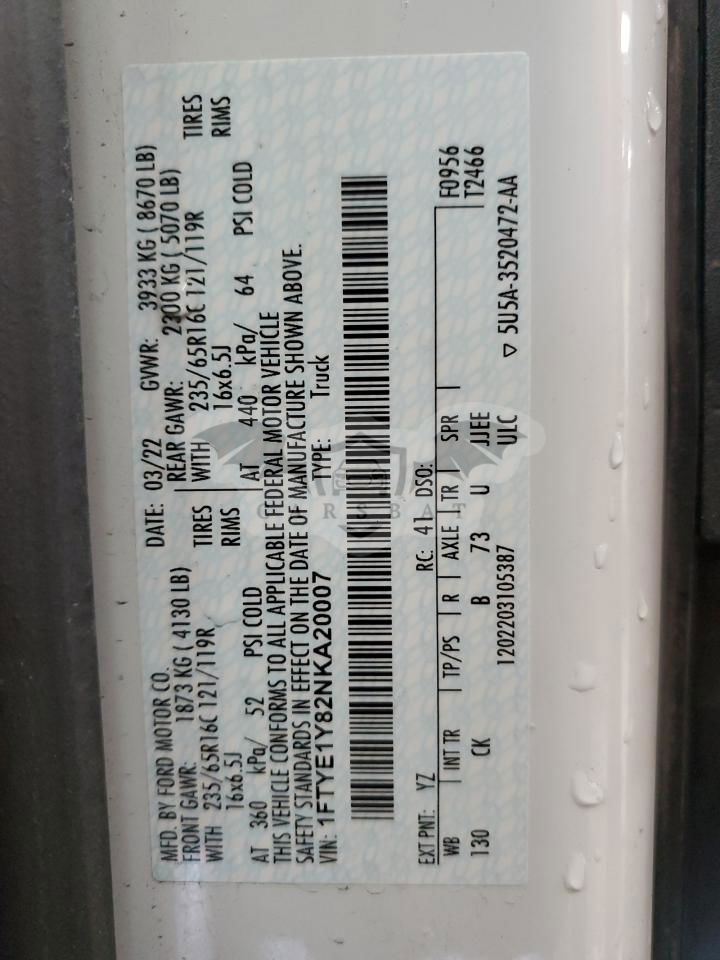 MFD. BY FORD MOTOR CO.
DATE: 03/22 GVWR: 3933 KG ( 8670 LB)
FRONT GAWR: 1873 KG ( 4130 LB) REAR GAWR: 2300 KG ( 5070 LB)
WITH 235/65R16C 121/119R TIRES WITH 235/65R16C 121/119R TIRES
16x6.5J RIMS 16x6.5J RIMS
AT 360 kPa/ 52 PSI COLD AT 440 kPa/ 64 PSI COLD
THIS VEHICLE CONFORMS TO ALL APPLICABLE FEDERAL MOTOR VEHICLE
SAFETY STANDARDS IN EFFECT ON THE DATE OF MANUFACTURE SHOWN ABOVE.
VIN: 1FTYE1Y82NKA20007 TYPE: Truck
EXT PNT: YZ RC: 41 DSO: F0956
WB INT TR TP/PS R AXLE TR SPR T2466
130 CK B 73 U JJEE
1202203105387 ULC ▽ 5U5A-3520472-AA